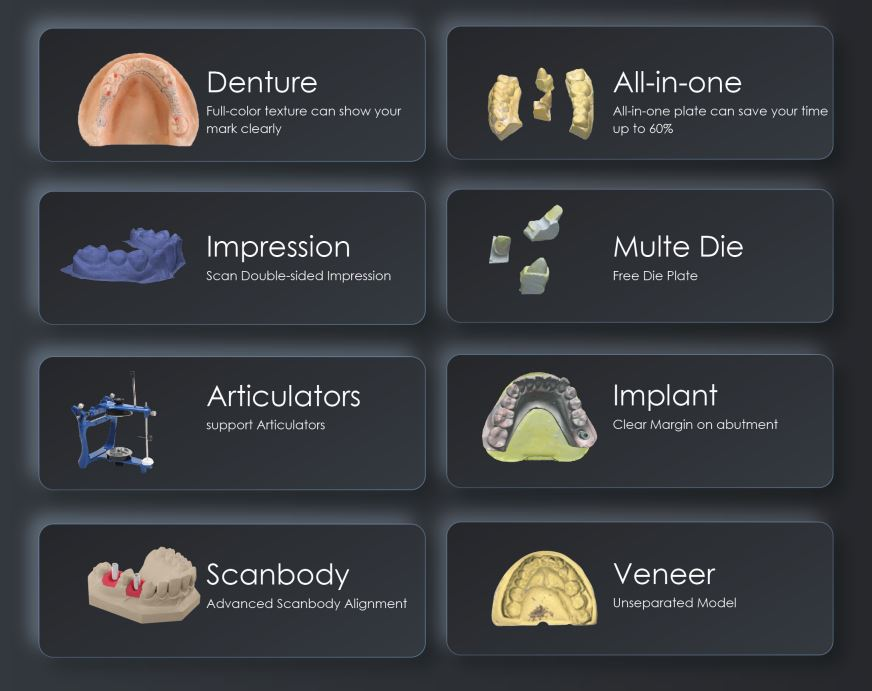 Denture
Full-color texture can show your
mark clearly
All-in-one
All-in-one plate can save your time
up to 60%
Impression
Scan Double-sided Impression
Multe Die
Free Die Plate
Articulators
support Articulators
Implant
Clear Margin on abutment
Scanbody
Advanced Scanbody Alignment
Veneer
Unseparated Model